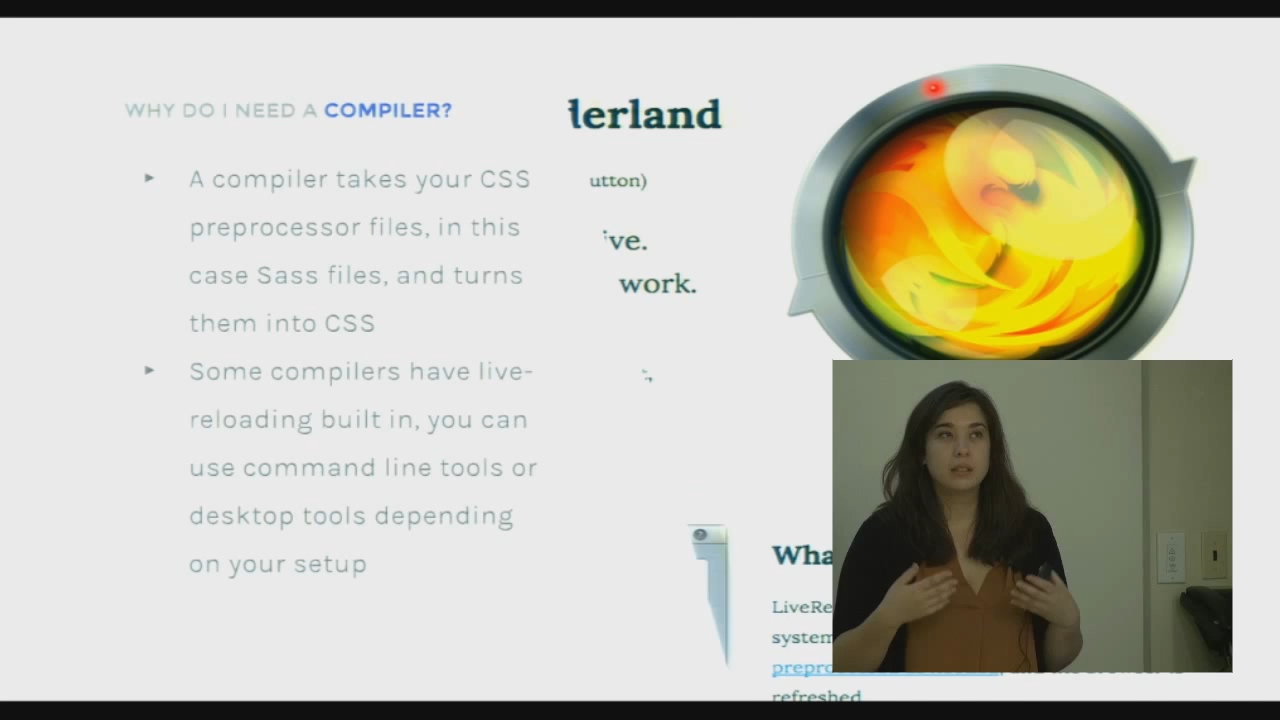 WHY DO I NEED A COMPILER?
A compiler takes your CSS
preprocessor files, in this
case Sass files, and turns
them into CSS
Some compilers have live-
reloading built in, you can
use command line tools or
desktop tools depending
on your setup
lerland
utton)
've.
work.
Wha
LiveRe
system
prepro
refreshed